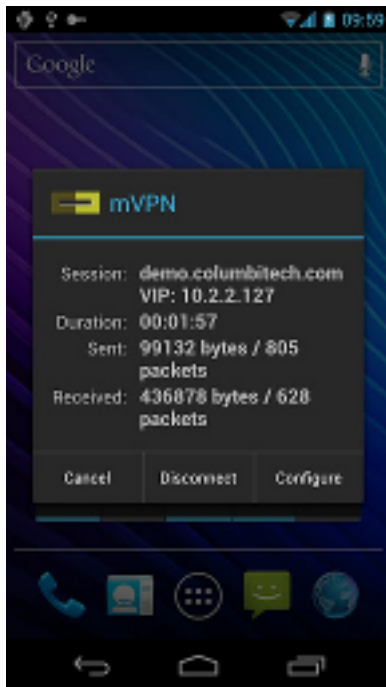 09:59
Google
mVPN
Session: demo.columbitech.com
VIP: 10.2.2.127
Duration: 00:01:57
Sent: 99132 bytes / 805
packets
Received: 436878 bytes / 628
packets
Cancel Disconnect Configure